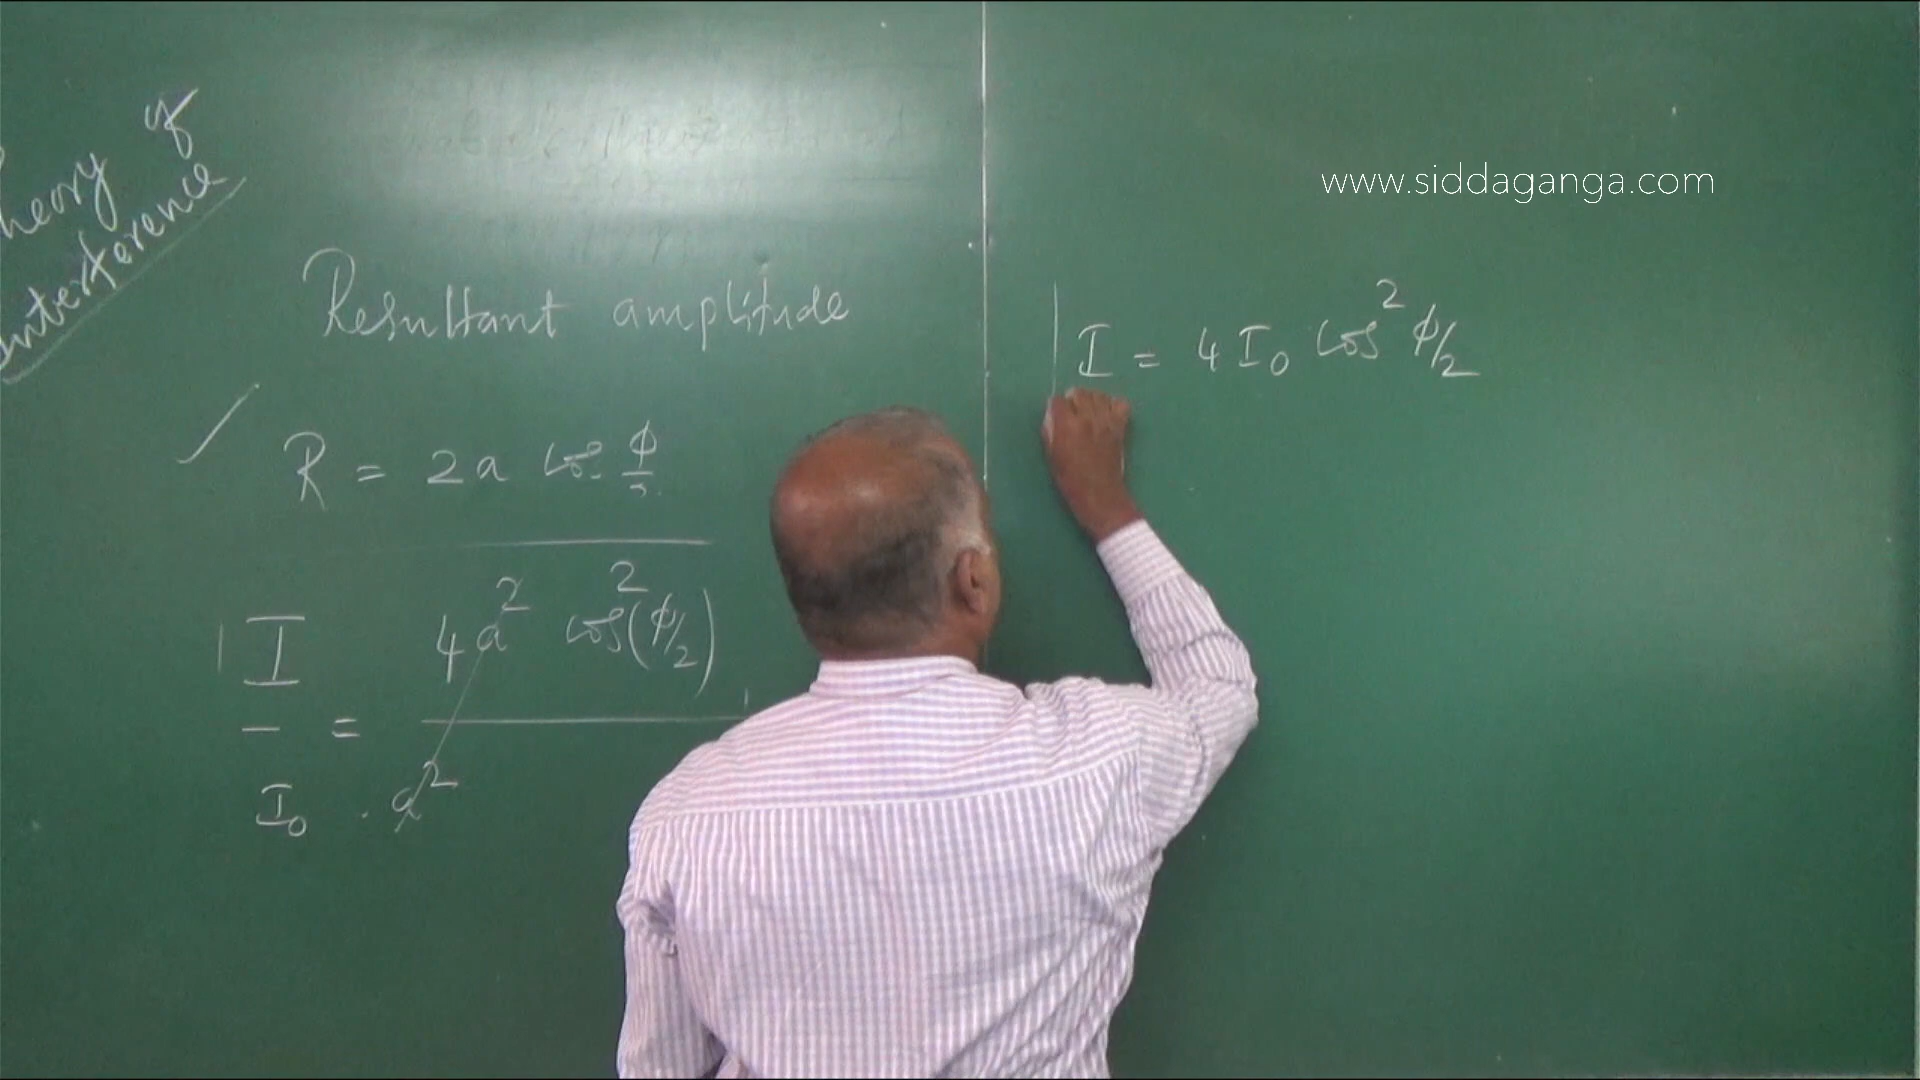 of
Interference
Resultant amplitude
R = 2a cos ϕ/2
I/I₀ = 4a² cos²(ϕ/2) / a²
www.siddaganga.com
I = 4 I₀ cos² ϕ/2